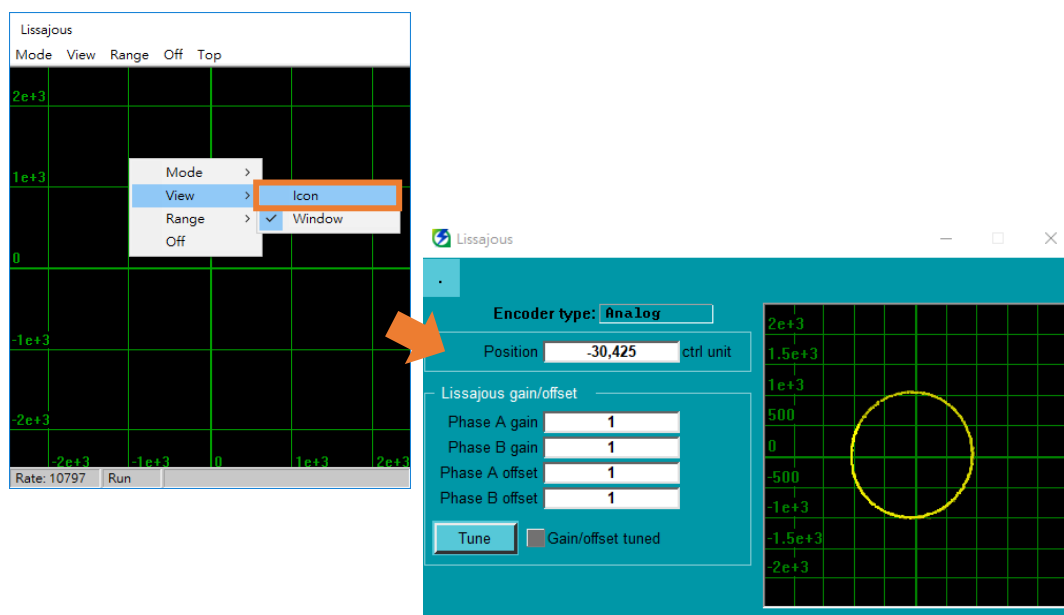 Lissajous
Mode View Range Off Top
2e+3
1e+3
0
-1e+3
-2e+3
-2e+3 -1e+3 0 1e+3 2e+3
Mode >
View >
Range >
Off
Icon
Window
Rate: 10797 Run
Lissajous
.
Encoder type: Analog
Position -30,425 ctrl unit
Lissajous gain/offset
Phase A gain 1
Phase B gain 1
Phase A offset 1
Phase B offset 1
Tune Gain/offset tuned
2e+3
1.5e+3
1e+3
500
0
-500
-1e+3
-1.5e+3
-2e+3